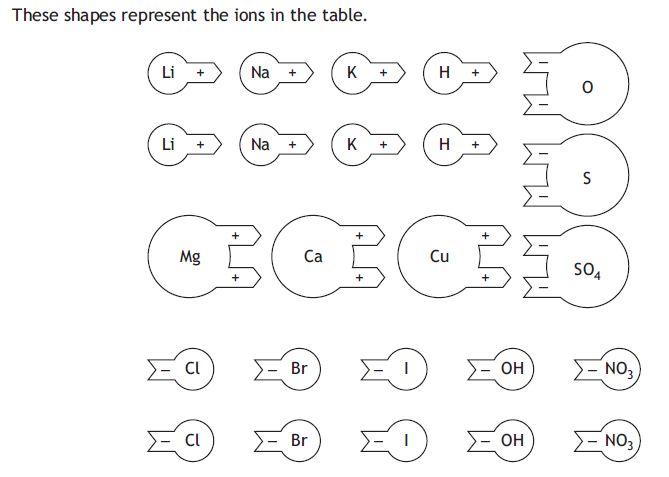 These shapes represent the ions in the table.
Li + Na + K + H + − − O
Li + Na + K + H + − − S
Mg + + Ca + + Cu + + − − SO₄
− Cl − Br − I − OH − NO₃
− Cl − Br − I − OH − NO₃